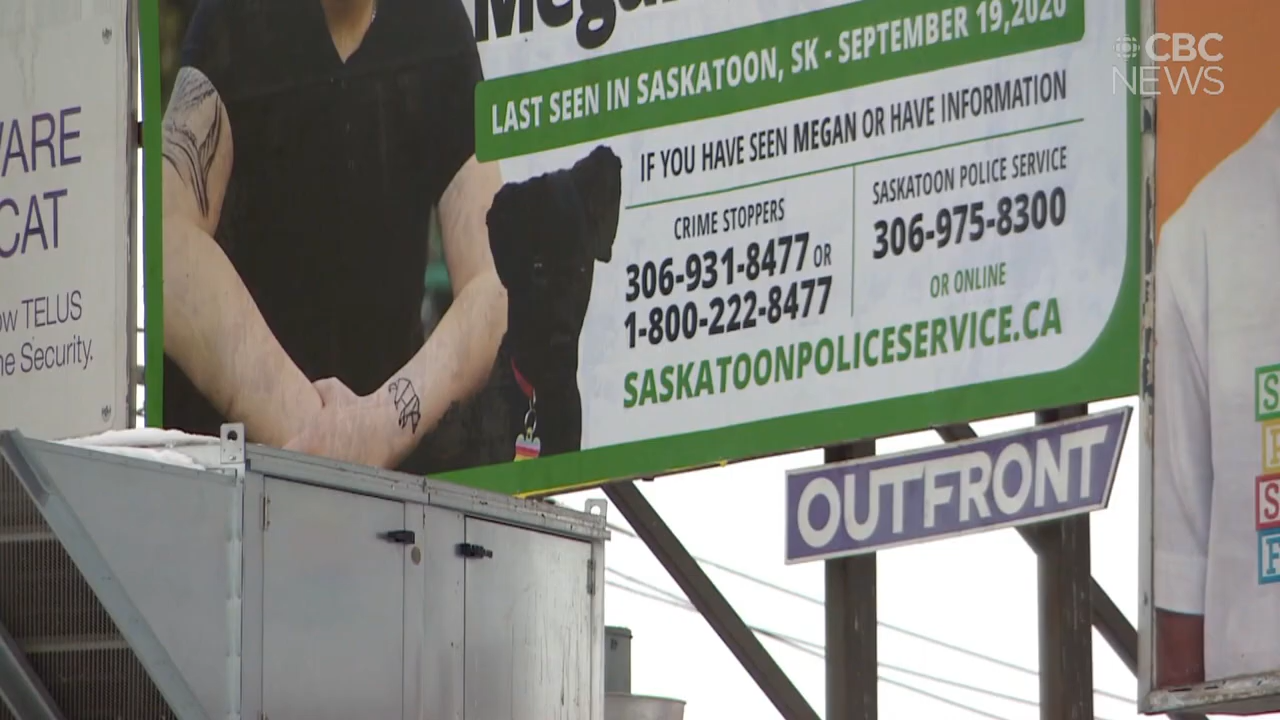 Megan
LAST SEEN IN SASKATOON, SK - SEPTEMBER 19, 2020
IF YOU HAVE SEEN MEGAN OR HAVE INFORMATION
CRIME STOPPERS
306-931-8477 OR
1-800-222-8477
SASKATOON POLICE SERVICE
306-975-8300
OR ONLINE
SASKATOONPOLICESERVICE.CA
OUTFRONT
CBC
NEWS
CAT
TELUS
Security.
S
P
S